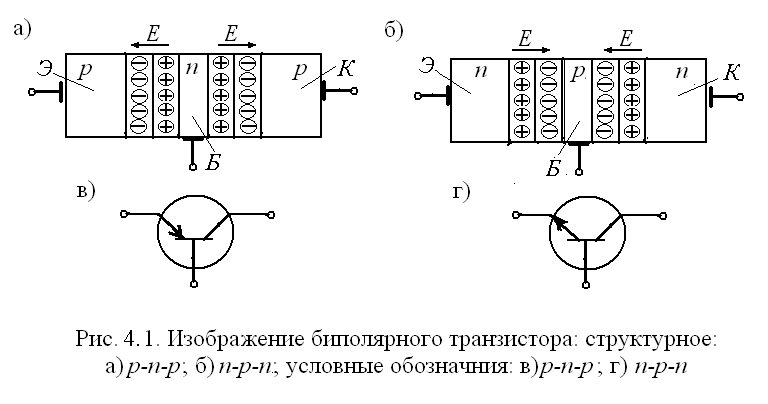 а)
E E
Э p n p К
Б
б)
E E
Э n p n К
Б
в)
г)
Рис. 4.1. Изображение биполярного транзистора: структурное:
а) p-n-p; б) n-p-n; условные обозначния: в) p-n-p; г) n-p-n